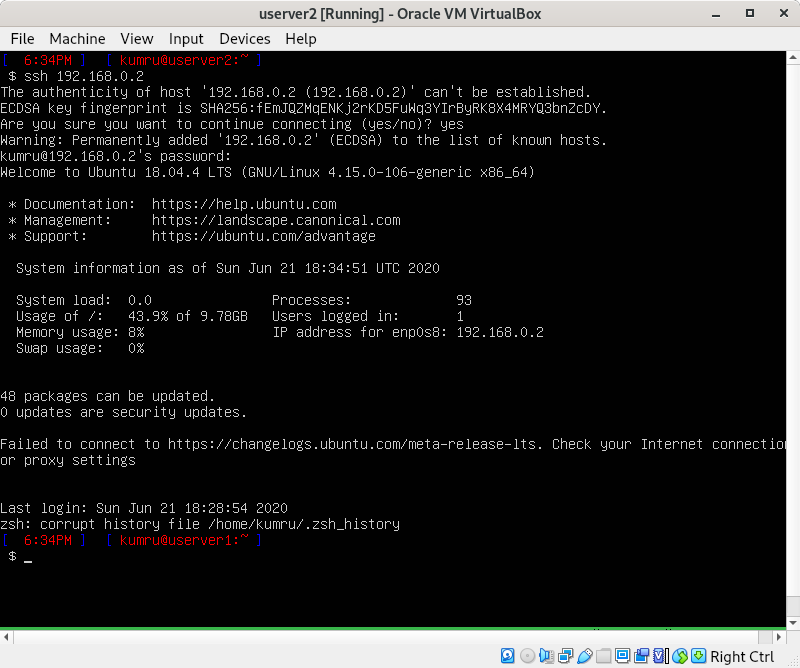 userver2 [Running] - Oracle VM VirtualBox
File Machine View Input Devices Help
[ 6:34PM ] [ kumru@userver2:~ ]
$ ssh 192.168.0.2
The authenticity of host '192.168.0.2 (192.168.0.2)' can't be established.
ECDSA key fingerprint is SHA256:fEmJQZMqENKj2rKD5FuWq3YIrByRK8X4MRYQ3bnZcDY.
Are you sure you want to continue connecting (yes/no)? yes
Warning: Permanently added '192.168.0.2' (ECDSA) to the list of known hosts.
kumru@192.168.0.2's password:
Welcome to Ubuntu 18.04.4 LTS (GNU/Linux 4.15.0-106-generic x86_64)
* Documentation: https://help.ubuntu.com
* Management: https://landscape.canonical.com
* Support: https://ubuntu.com/advantage
System information as of Sun Jun 21 18:34:51 UTC 2020
System load: 0.0 Processes: 93
Usage of /: 43.9% of 9.78GB Users logged in: 1
Memory usage: 8% IP address for enp0s8: 192.168.0.2
Swap usage: 0%
48 packages can be updated.
0 updates are security updates.
Failed to connect to https://changelogs.ubuntu.com/meta-release-lts. Check your Internet connection
or proxy settings
Last login: Sun Jun 21 18:28:54 2020
zsh: corrupt history file /home/kumru/.zsh_history
[ 6:34PM ] [ kumru@userver1:~ ]
$ _
Right Ctrl